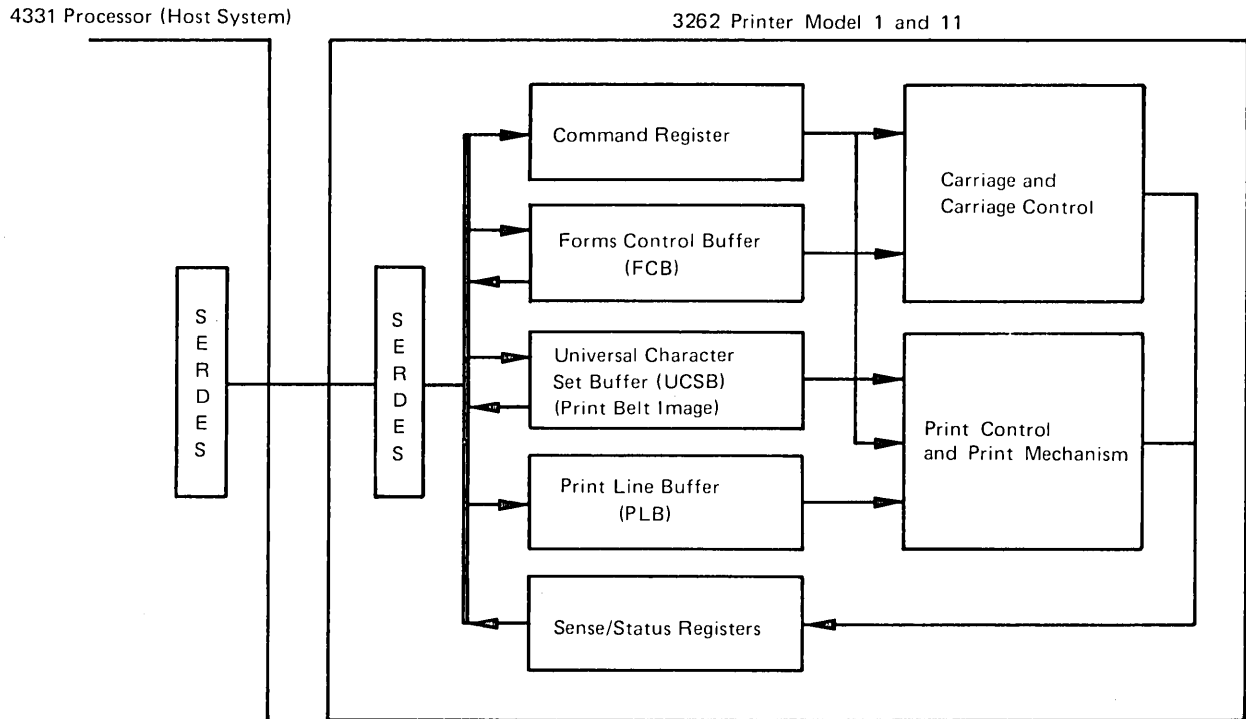 4331 Processor (Host System)
3262 Printer Model 1 and 11
Command Register
Carriage and
Carriage Control
Forms Control Buffer
(FCB)
SERDES
SERDES
Universal Character
Set Buffer (UCSB)
(Print Belt Image)
Print Control
and Print Mechanism
Print Line Buffer
(PLB)
Sense/Status Registers